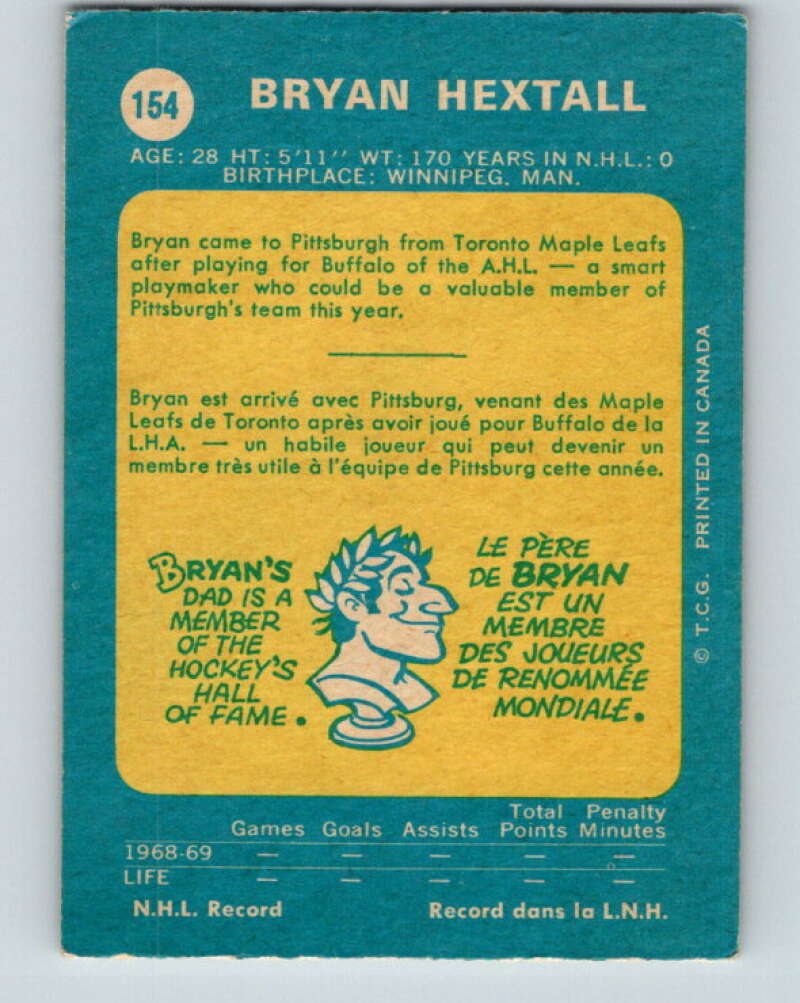 154
BRYAN HEXTALL
AGE: 28 HT: 5'11'' WT: 170 YEARS IN N.H.L.: 0
BIRTHPLACE: WINNIPEG. MAN.
Bryan came to Pittsburgh from Toronto Maple Leafs
after playing for Buffalo of the A.H.L. — a smart
playmaker who could be a valuable member of
Pittsburgh's team this year.
Bryan est arrivé avec Pittsburg, venant des Maple
Leafs de Toronto après avoir joué pour Buffalo de la
L.H.A. — un habile joueur qui peut devenir un
membre très utile à l'équipe de Pittsburg cette année.
BRYAN'S
DAD IS A
MEMBER
OF THE
HOCKEY'S
HALL
OF FAME.
LE PÈRE
DE BRYAN
EST UN
MEMBRE
DES JOUEURS
DE RENOMMÉE
MONDIALE.
© T.C.G. PRINTED IN CANADA
Total Penalty
Games Goals Assists Points Minutes
1968-69 — — — — —
LIFE — — — — —
N.H.L. Record Record dans la L.N.H.